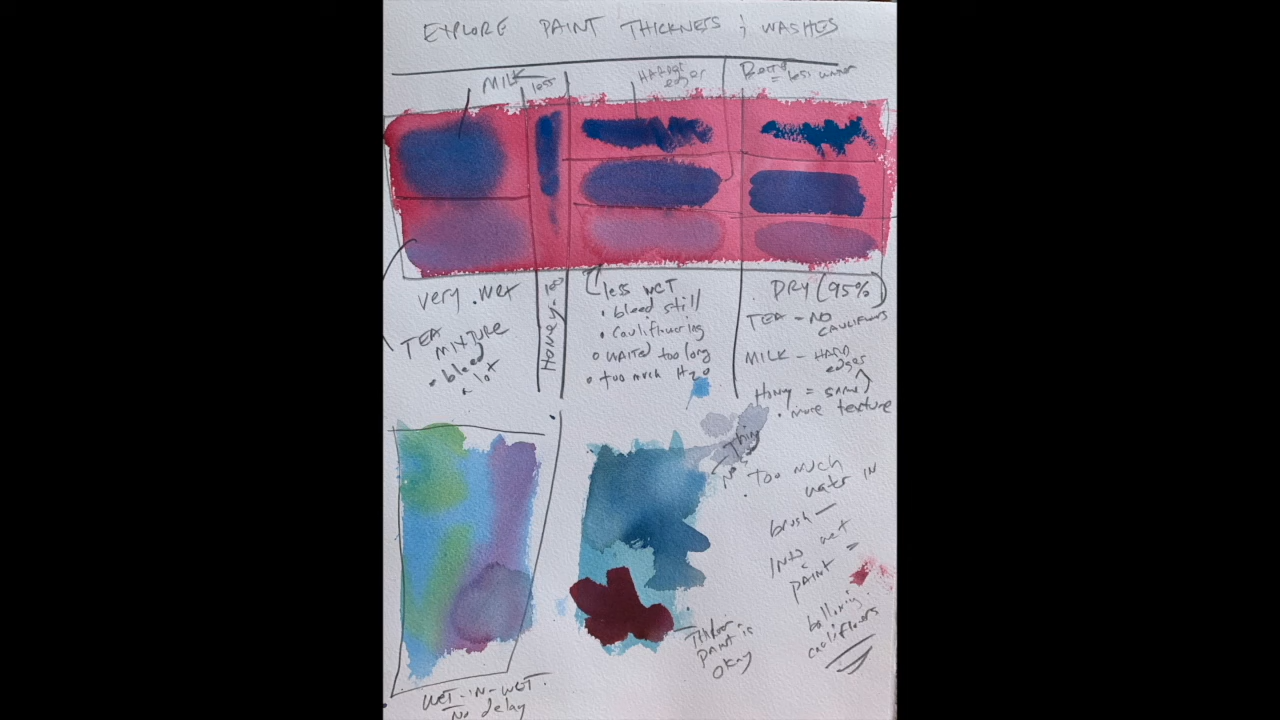 EXPLORE PAINT THICKNESS & WASHES
MILK
less
HARDER
edges
= less water
very wet
TEA
MIXTURE
• bleed
a lot
Honey - less
less wet
• bleed still
• cauliflowering
• waited too long
• too much H2O
DRY (95%)
TEA - NO
CAULIFLOWERS
MILK - HARD
edges
Honey = same
• more texture
Thin
No
• Too much
water in
brush -
INTO wet
paint =
cauliflowers
Thicker
paint is
okay
WET-IN-WET.
No delay